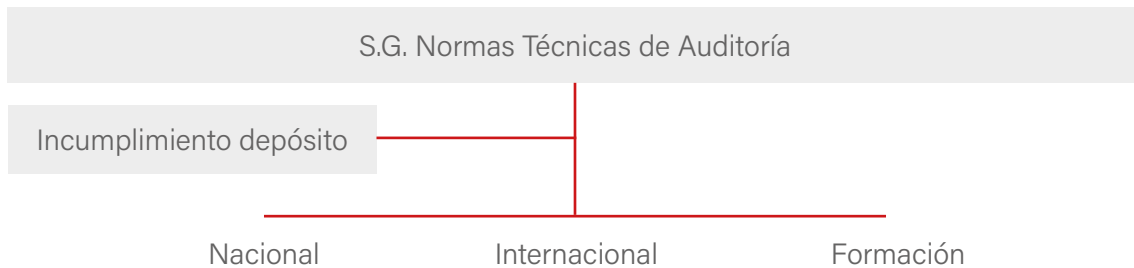 S.G. Normas Técnicas de Auditoría
Incumplimiento depósito
Nacional
Internacional
Formación